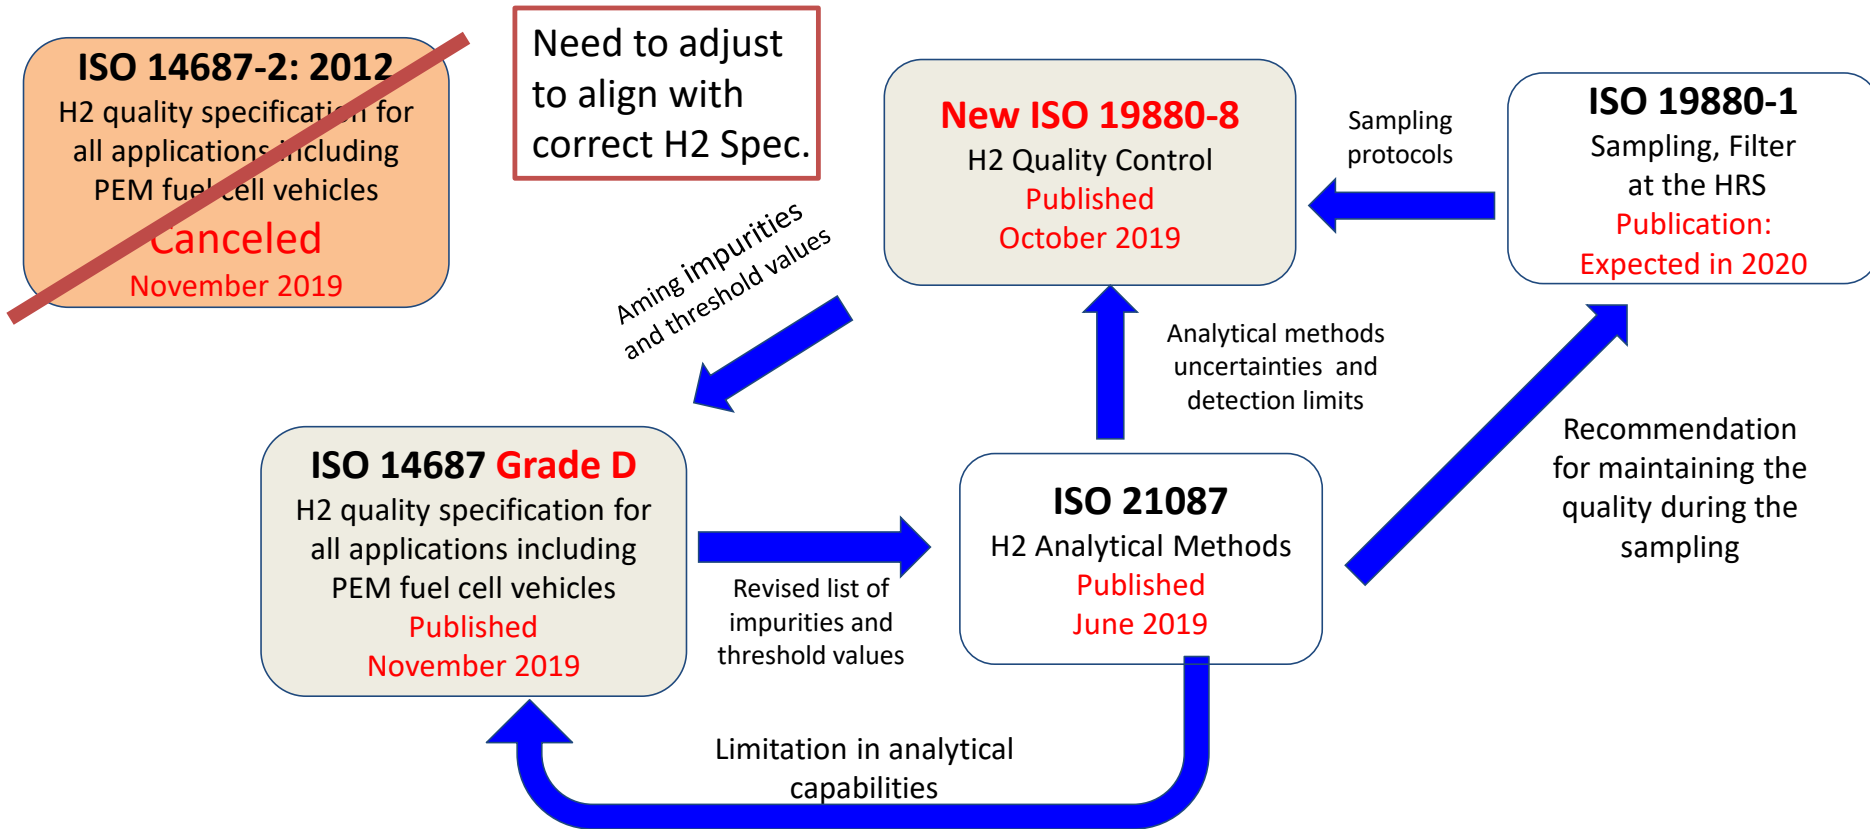 ISO 14687-2: 2012
H2 quality specification for
all applications including
PEM fuel cell vehicles
Canceled
November 2019
Need to adjust
to align with
correct H2 Spec.
New ISO 19880-8
H2 Quality Control
Published
October 2019
Sampling
protocols
ISO 19880-1
Sampling, Filter
at the HRS
Publication:
Expected in 2020
Aming impurities
and threshold values
Analytical methods
uncertainties and
detection limits
Recommendation
for maintaining the
quality during the
sampling
ISO 14687 Grade D
H2 quality specification for
all applications including
PEM fuel cell vehicles
Published
November 2019
Revised list of
impurities and
threshold values
ISO 21087
H2 Analytical Methods
Published
June 2019
Limitation in analytical
capabilities